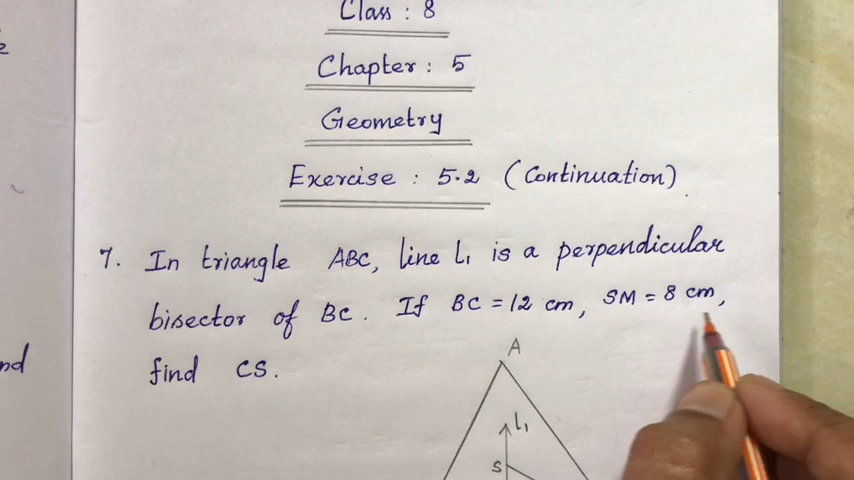 Class : 8
Chapter : 5
Geometry
Exercise : 5.2 (Continuation)
7. In triangle ABC, line l₁ is a perpendicular
bisector of BC. If BC = 12 cm, SM = 8 cm,
find CS.
A
l₁
S
nd